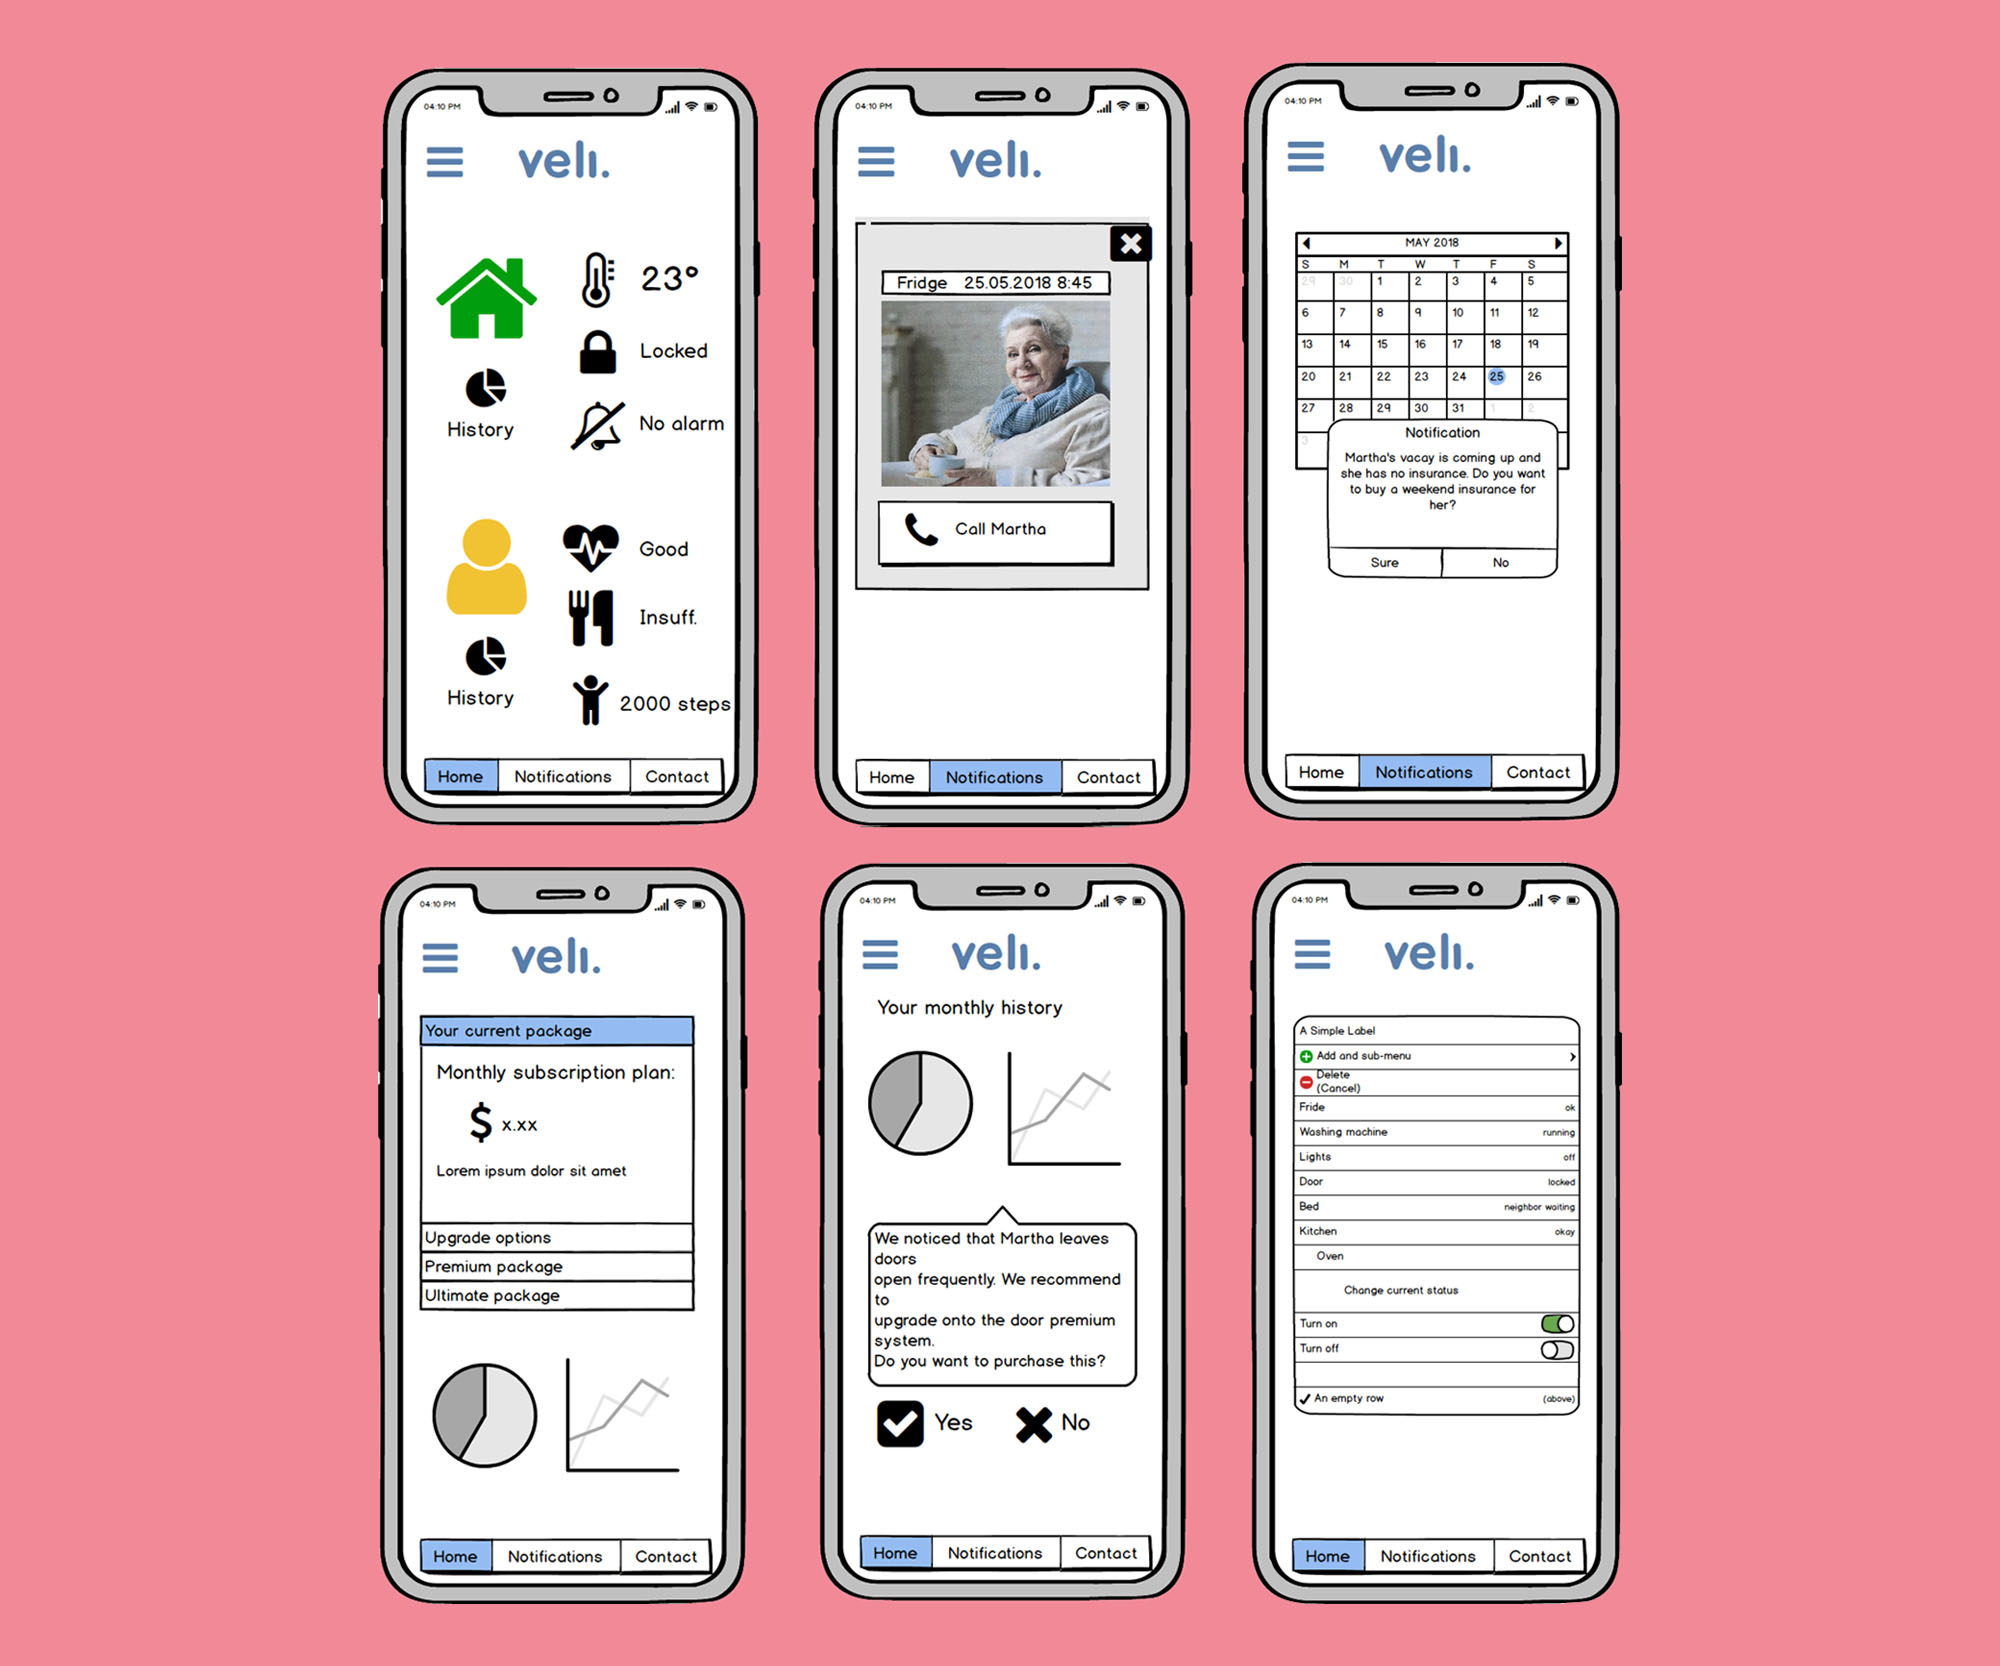 04:10 PM
velı.
23°
Locked
No alarm
History
Good
Insuff.
History
2000 steps
Home Notifications Contact
04:10 PM
velı.
Fridge 25.05.2018 8:45
Call Martha
Home Notifications Contact
04:10 PM
velı.
MAY 2018
S M T W T F S
29 30 1 2 3 4 5
6 7 8 9 10 11 12
13 14 15 16 17 18 19
20 21 22 23 24 25 26
27 28 29 30 31 1 2
3
Notification
Martha's vacay is coming up and
she has no insurance. Do you want
to buy a weekend insurance for
her?
Sure No
Home Notifications Contact
04:10 PM
velı.
Your current package
Monthly subscription plan:
$ x.xx
Lorem ipsum dolor sit amet
Upgrade options
Premium package
Ultimate package
Home Notifications Contact
04:10 PM
velı.
Your monthly history
We noticed that Martha leaves
doors
open frequently. We recommend
to
upgrade onto the door premium
system.
Do you want to purchase this?
Yes No
Home Notifications Contact
04:10 PM
velı.
A Simple Label
Add and sub-menu
Delete
(Cancel)
Fride ok
Washing machine running
Lights off
Door locked
Bed neighbor waiting
Kitchen okay
Oven
Change current status
Turn on
Turn off
An empty row (above)
Home Notifications Contact